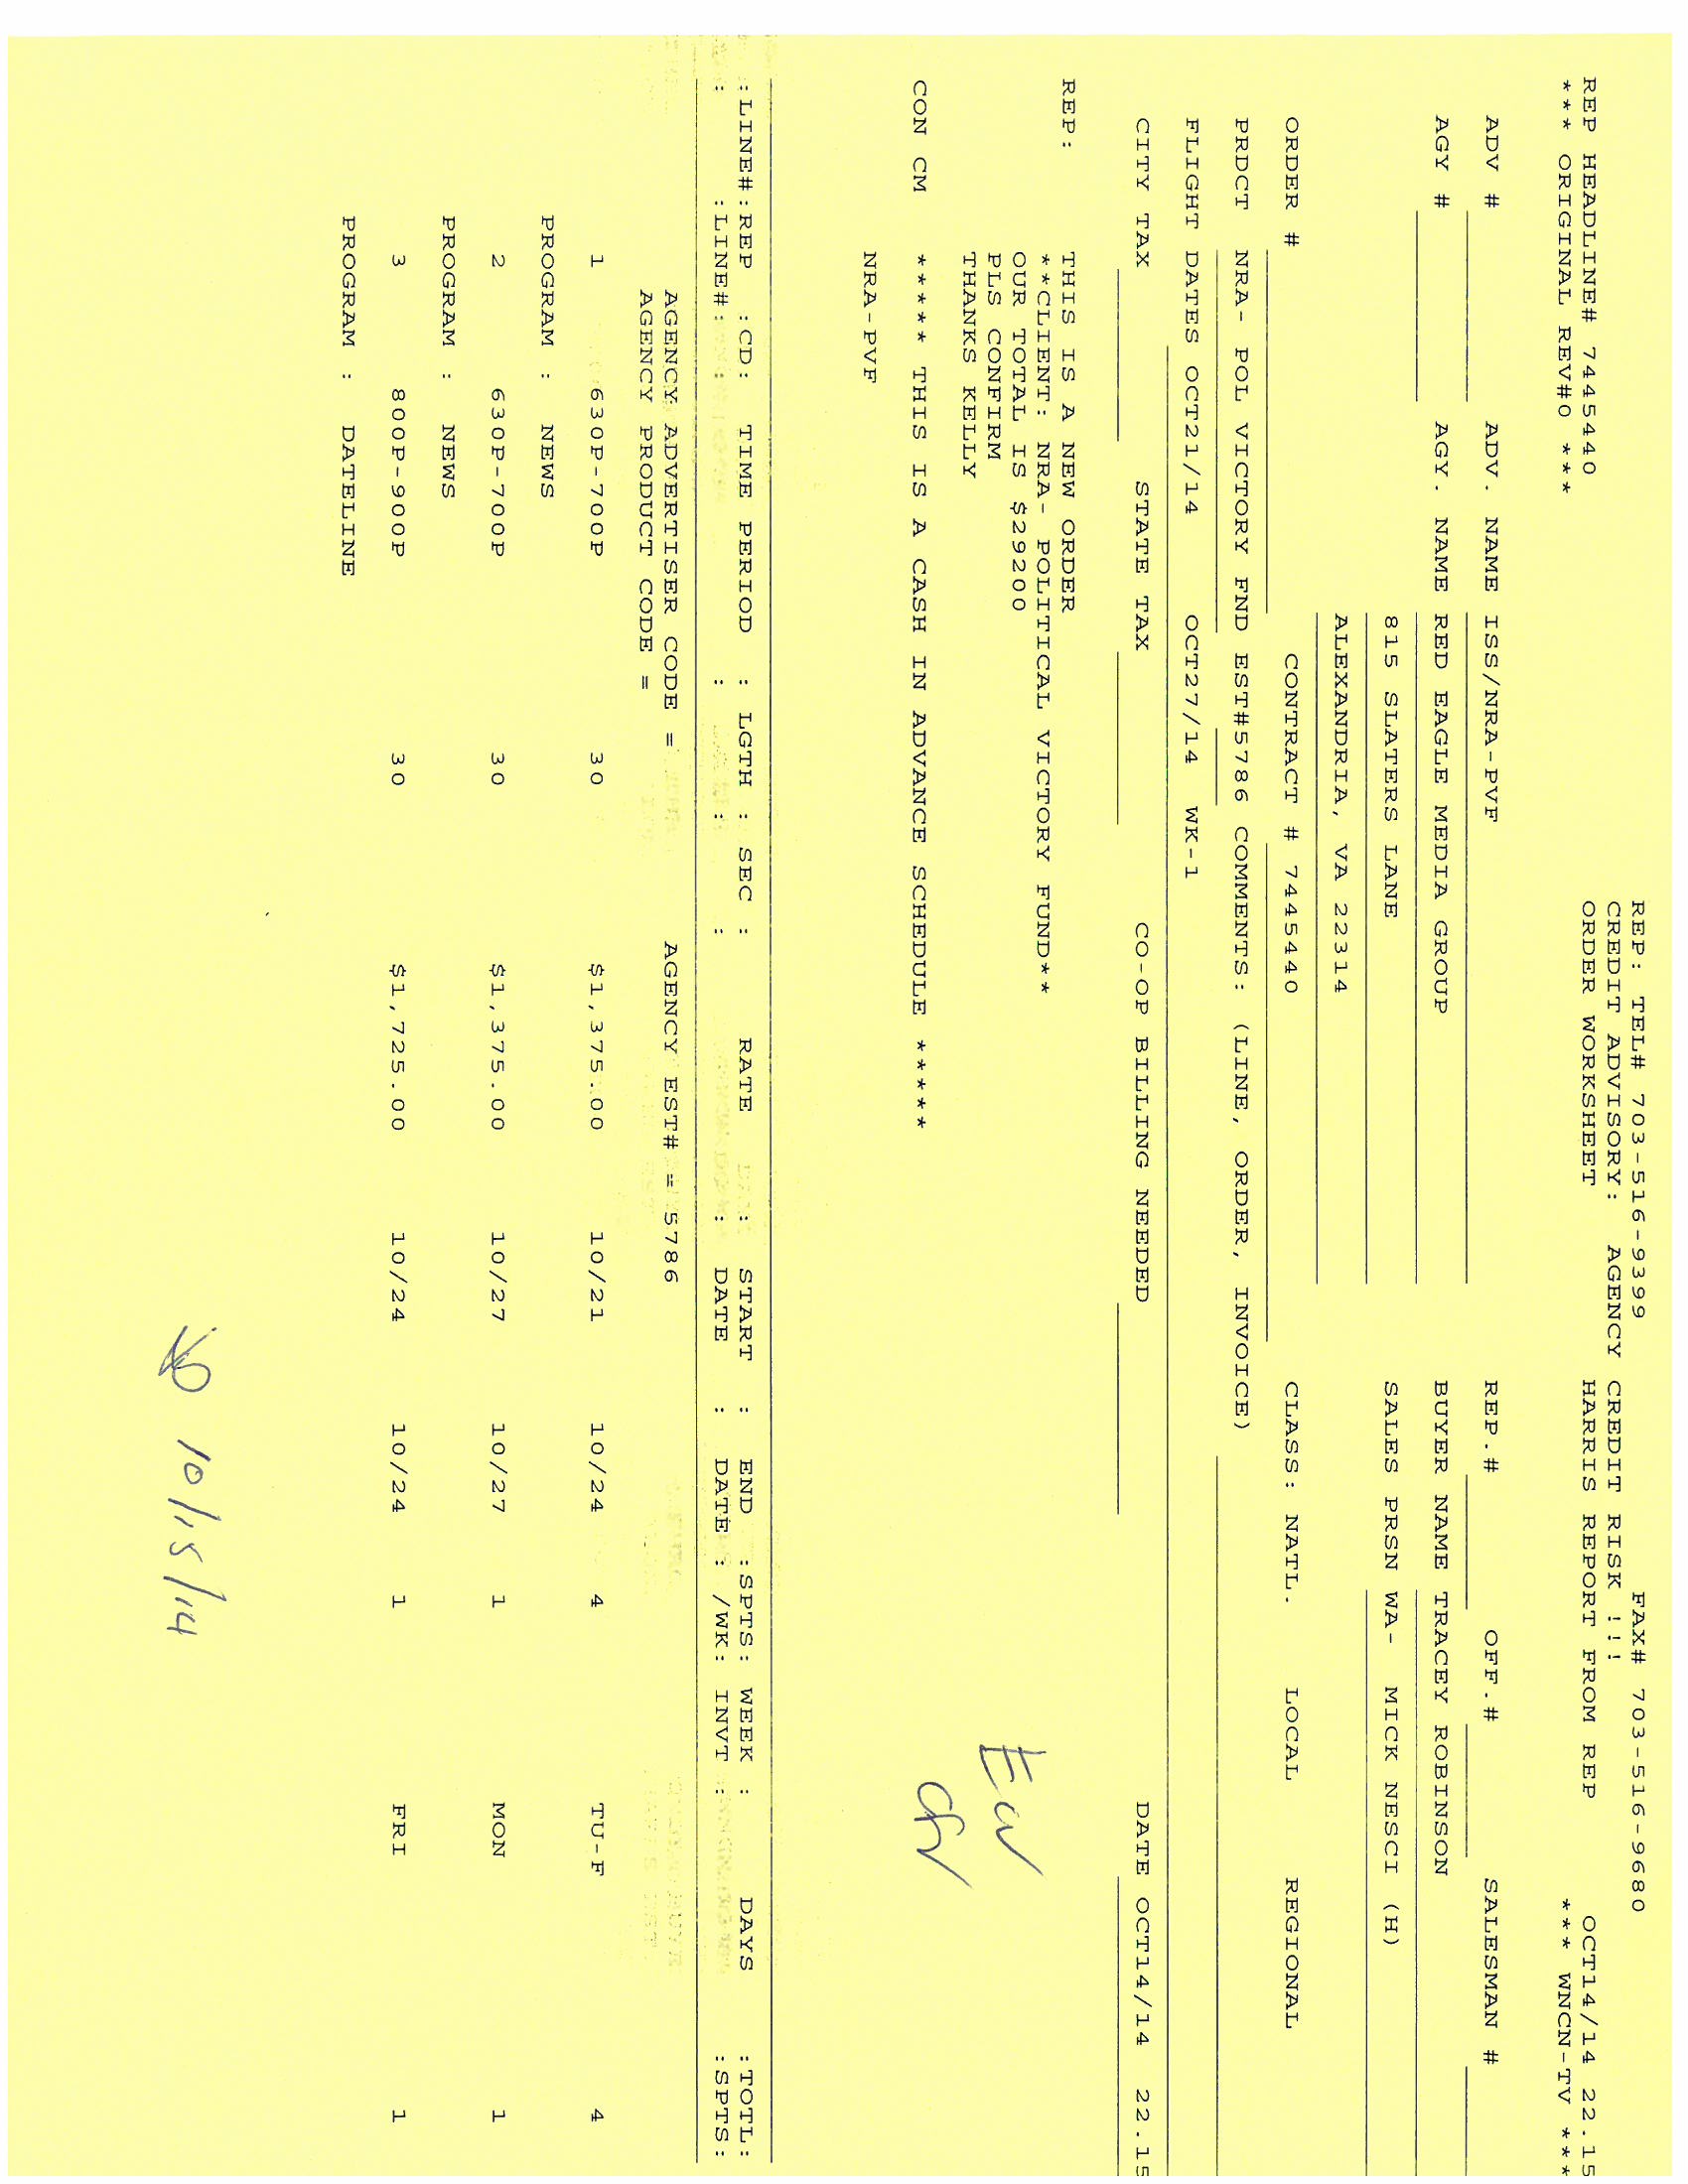 REP: TEL# 703-516-9399 FAX# 703-516-9680
CREDIT ADVISORY: AGENCY CREDIT RISK !!!
REP HEADLINE# 7445440 ORDER WORKSHEET HARRIS REPORT FROM REP OCT14/14 22.15
*** ORIGINAL REV#0 *** *** WNCN-TV ***
ADV # ADV. NAME ISS/NRA-PVF REP.# OFF.# SALESMAN #
AGY # AGY. NAME RED EAGLE MEDIA GROUP BUYER NAME TRACEY ROBINSON
815 SLATERS LANE SALES PRSN WA- MICK NESCI (H)
ALEXANDRIA, VA 22314
ORDER # CONTRACT # 7445440 CLASS: NATL. LOCAL REGIONAL
PRDCT NRA- POL VICTORY FND EST#5786 COMMENTS: (LINE, ORDER, INVOICE)
FLIGHT DATES OCT21/14 OCT27/14 WK-1
CITY TAX STATE TAX CO-OP BILLING NEEDED DATE OCT14/14 22.15
REP: THIS IS A NEW ORDER
**CLIENT: NRA- POLITICAL VICTORY FUND**
OUR TOTAL IS $29200
PLS CONFIRM
THANKS KELLY
CON CM ***** THIS IS A CASH IN ADVANCE SCHEDULE *****
NRA-PVF
:LINE#:REP :CD: TIME PERIOD : LGTH : SEC : RATE : START : END :SPTS: WEEK : DAYS :TOTL:
: :LINE#: : : : : DATE : DATE : /WK: INVT : :SPTS:
AGENCY ADVERTISER CODE = AGENCY EST# = 5786
AGENCY PRODUCT CODE =
1 630P-700P 30 $1,375.00 10/21 10/24 4 TU-F 4
PROGRAM : NEWS
2 630P-700P 30 $1,375.00 10/27 10/27 1 MON 1
PROGRAM : NEWS
3 800P-900P 30 $1,725.00 10/24 10/24 1 FRI 1
PROGRAM : DATELINE
10/15/14